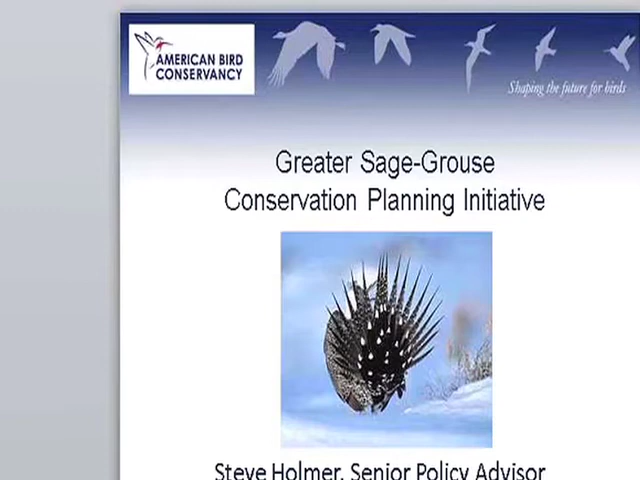 AMERICAN BIRD
CONSERVANCY
Shaping the future for birds
Greater Sage-Grouse
Conservation Planning Initiative
Steve Holmer, Senior Policy Advisor